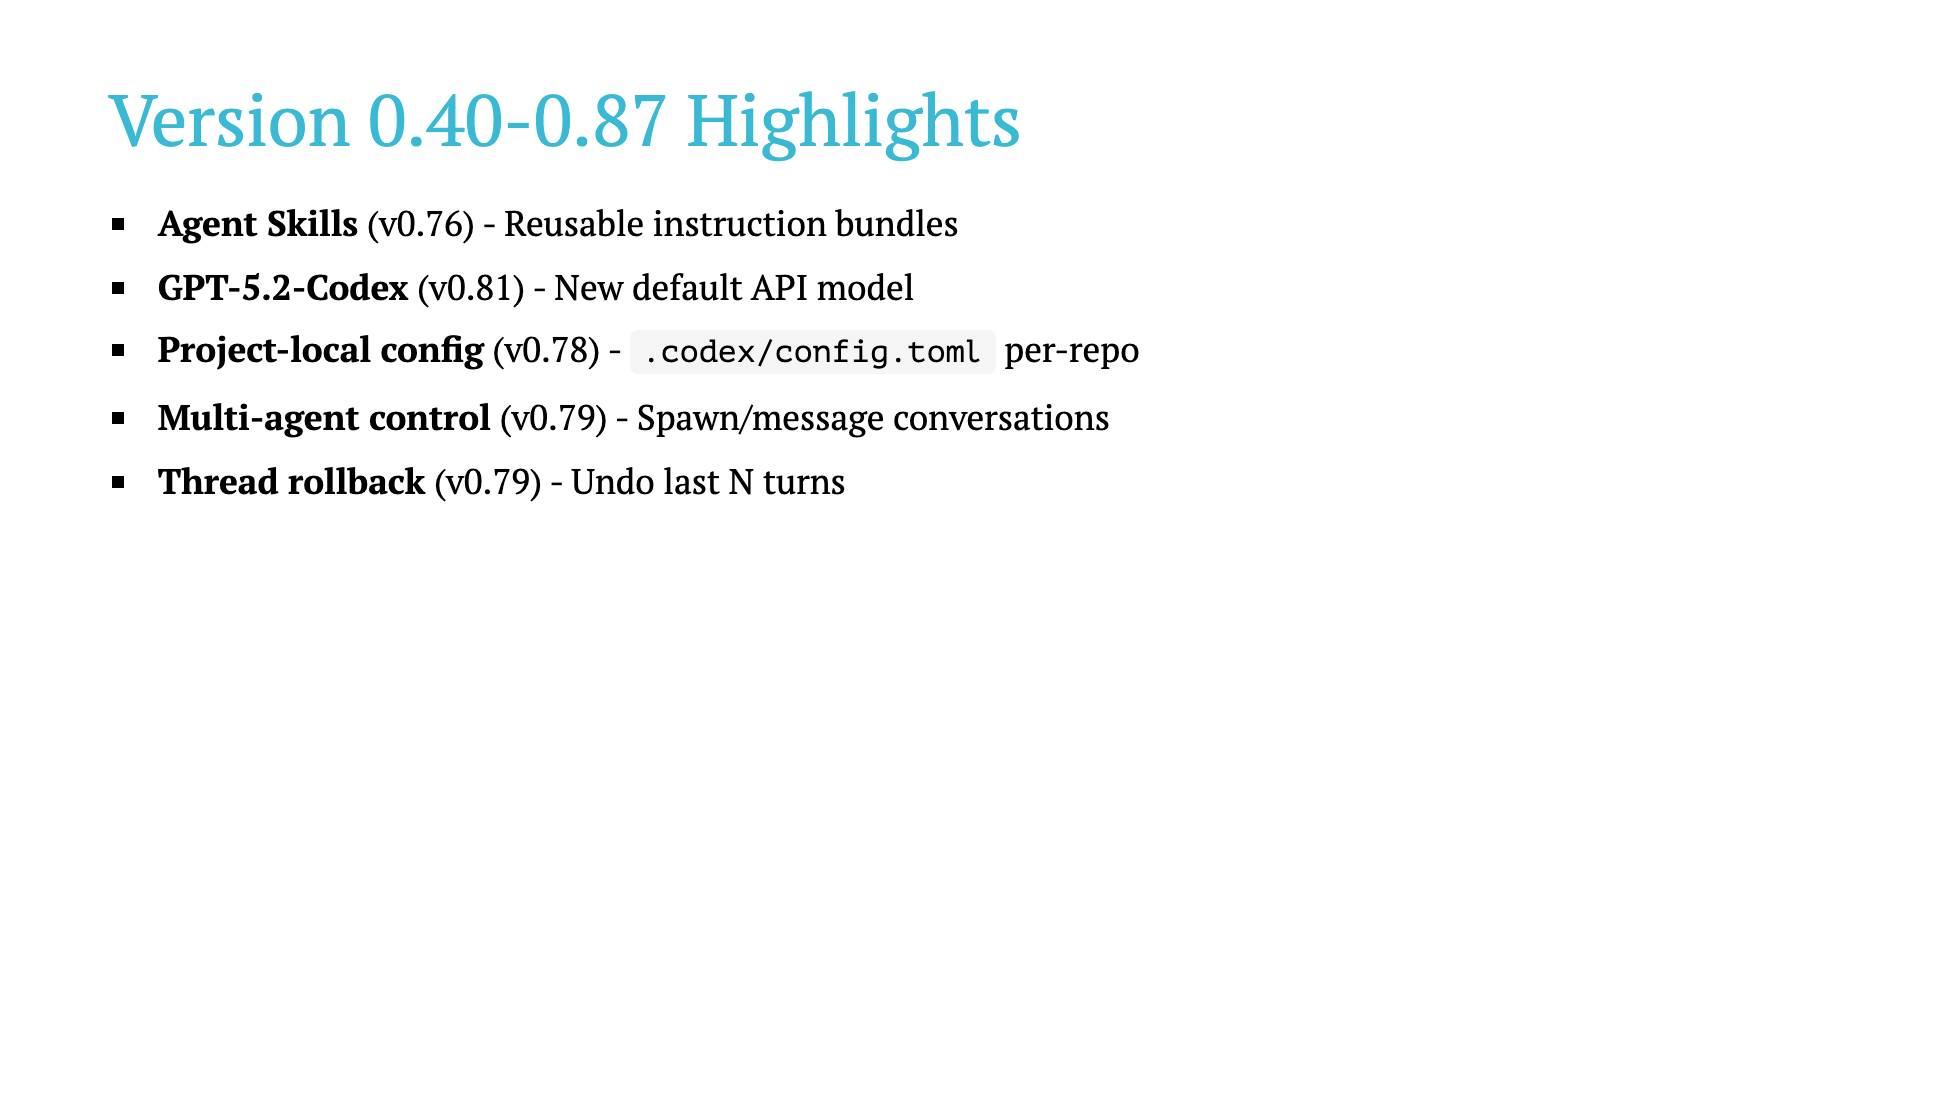 Version 0.40-0.87 Highlights
▪ Agent Skills (v0.76) - Reusable instruction bundles
▪ GPT-5.2-Codex (v0.81) - New default API model
▪ Project-local config (v0.78) - .codex/config.toml per-repo
▪ Multi-agent control (v0.79) - Spawn/message conversations
▪ Thread rollback (v0.79) - Undo last N turns